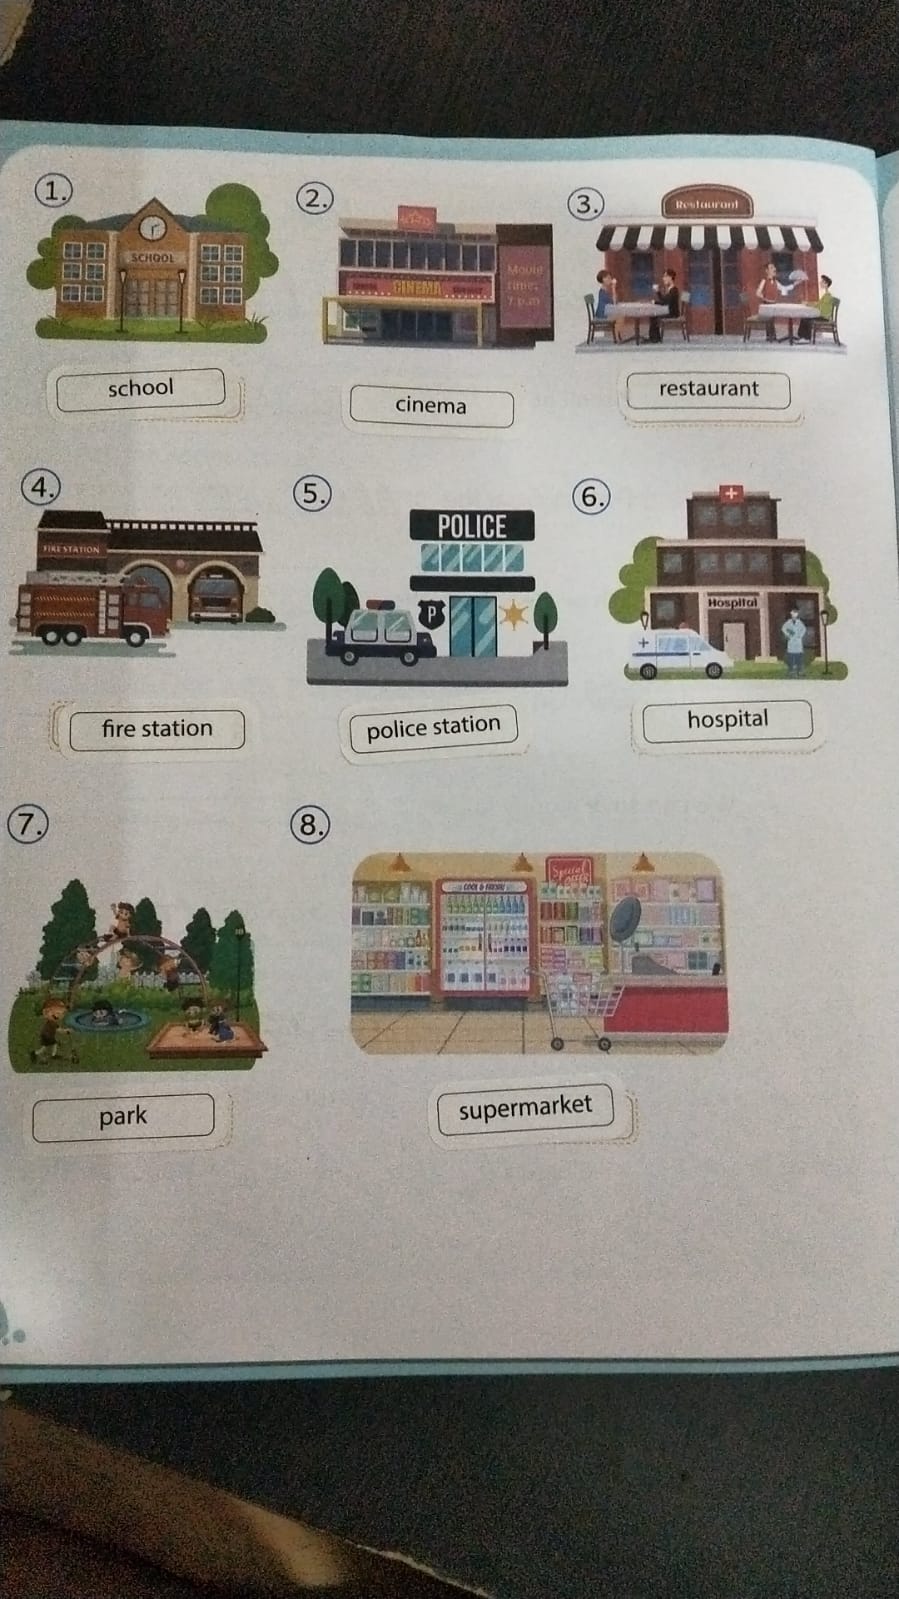 1.
SCHOOL
school
2.
CINEMA
Movie
time:
7 p.m
cinema
3.
Restaurant
restaurant
4.
FIRE STATION
fire station
5.
POLICE
P
police station
6.
Hospital
hospital
7.
park
8.
COOL & FRESH
Special
OFFER
supermarket